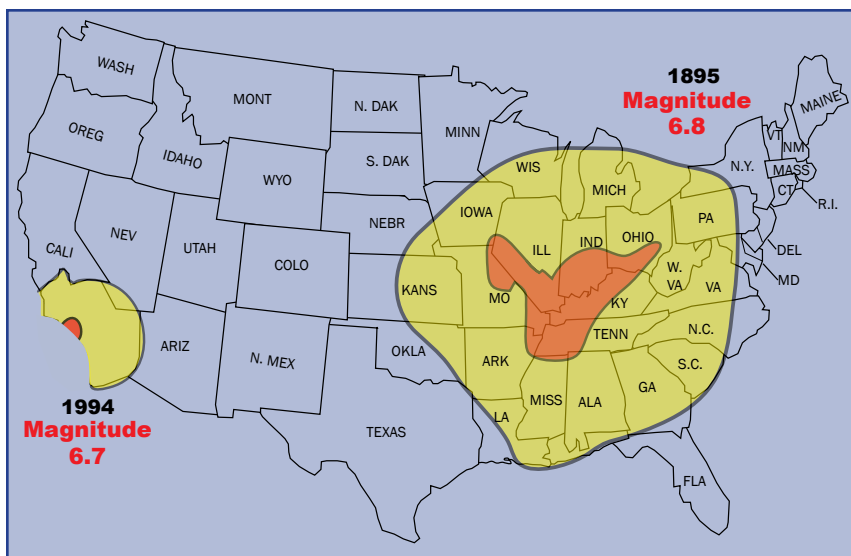 WASH
MONT
N. DAK
MINN
1895
Magnitude
6.8
MAINE
OREG
IDAHO
S. DAK
WIS
MICH
N.Y.
VT
NM
MASS
CT
R.I.
WYO
NEV
UTAH
COLO
NEBR
IOWA
ILL
IND
OHIO
PA
DEL
MD
CALI
KANS
MO
KY
W.
VA
VA
ARIZ
N. MEX
OKLA
ARK
TENN
N.C.
S.C.
1994
Magnitude
6.7
TEXAS
LA
MISS
ALA
GA
FLA